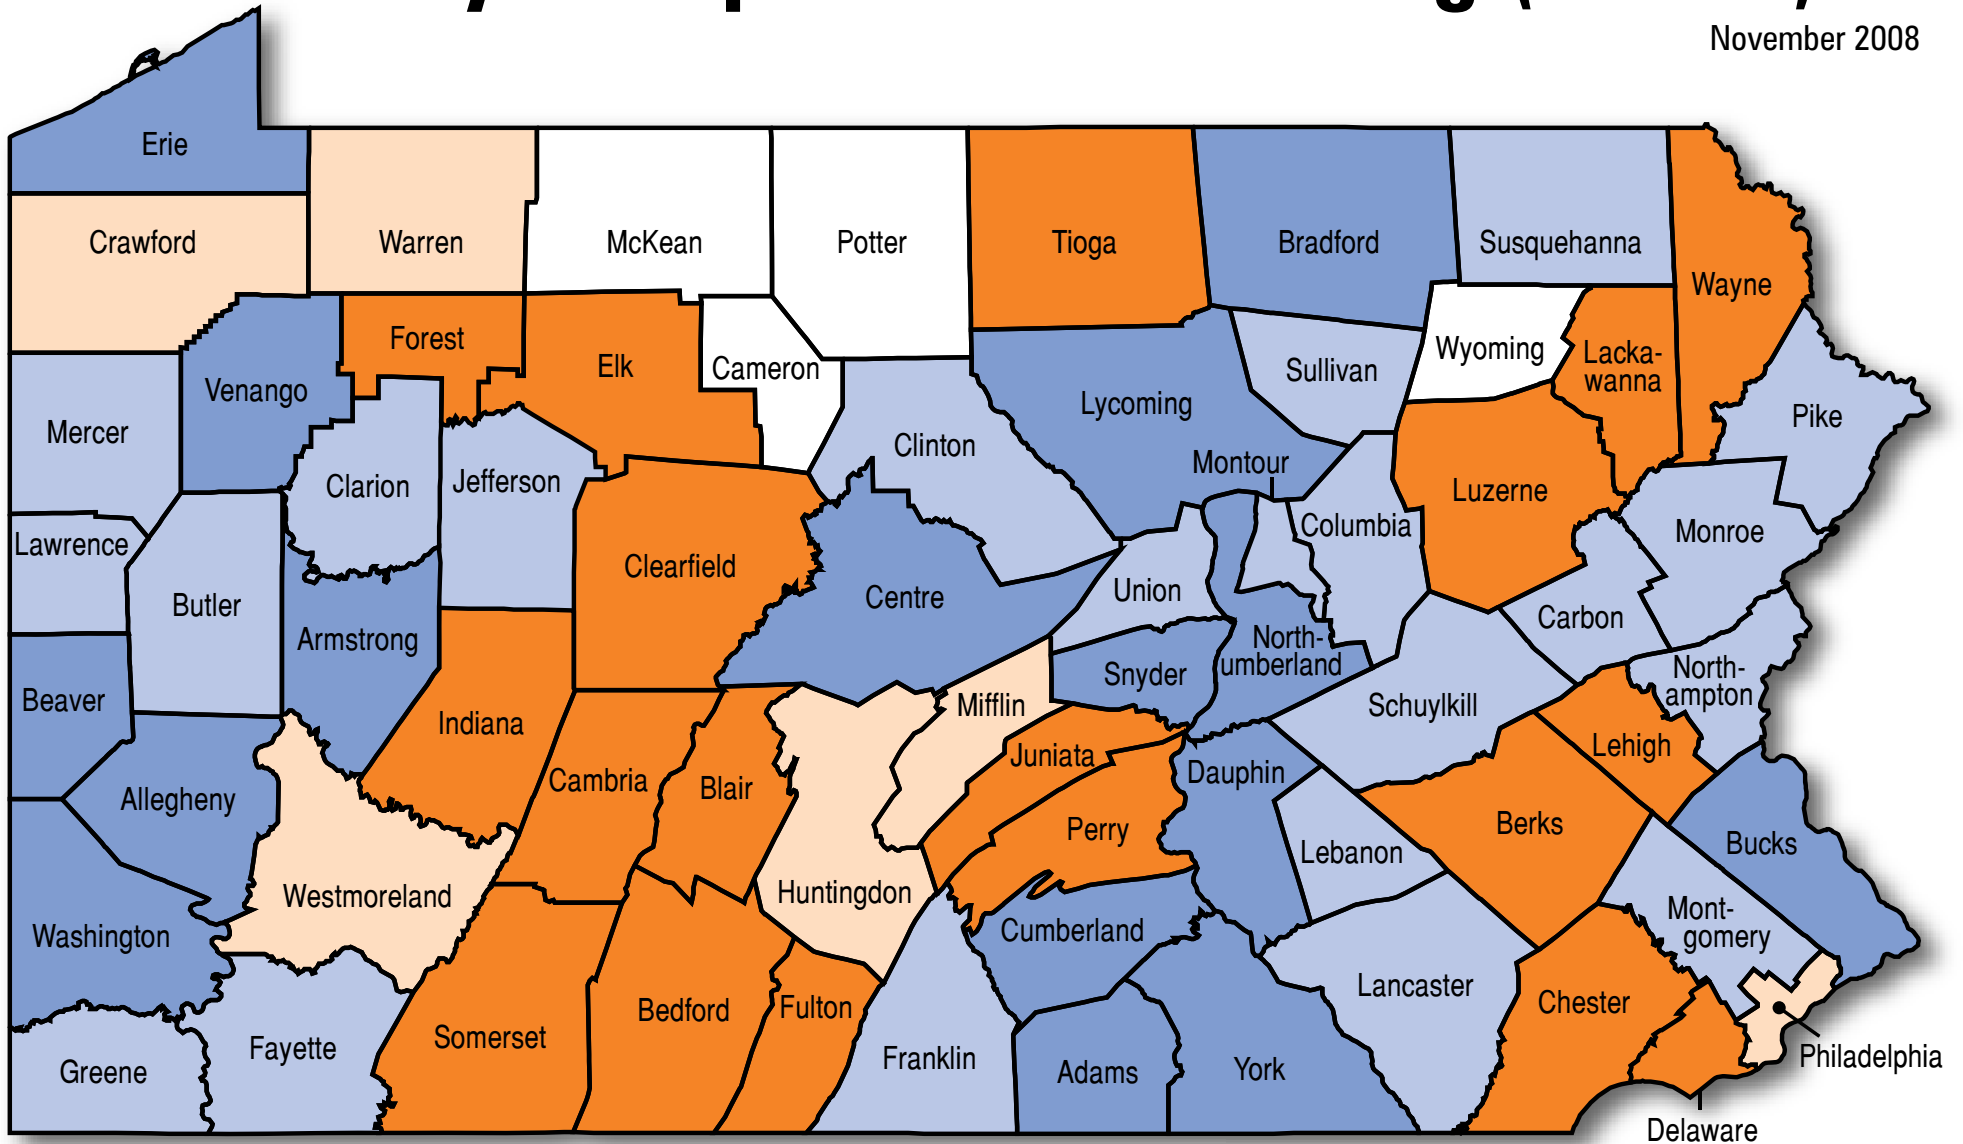 November 2008
Erie
Crawford
Warren
McKean
Potter
Tioga
Bradford
Susquehanna
Wayne
Forest
Elk
Cameron
Venango
Mercer
Clarion
Jefferson
Clinton
Lycoming
Sullivan
Wyoming
Lacka-
wanna
Pike
Montour
Columbia
Luzerne
Monroe
Lawrence
Butler
Armstrong
Clearfield
Centre
Union
North-
umberland
Carbon
Beaver
Snyder
Schuylkill
North-
ampton
Indiana
Mifflin
Juniata
Lehigh
Allegheny
Cambria
Blair
Perry
Dauphin
Berks
Bucks
Lebanon
Westmoreland
Huntingdon
Washington
Cumberland
Mont-
gomery
Lancaster
Chester
Somerset
Bedford
Fulton
Greene
Fayette
Franklin
Adams
York
Philadelphia
Delaware